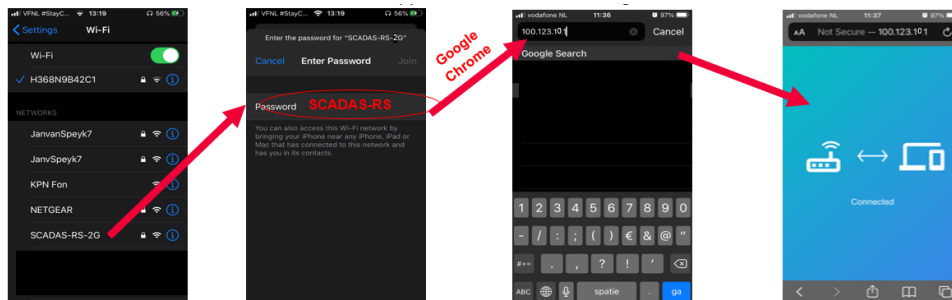 VFNL #StayC... 13:19 56%
Settings Wi-Fi
Wi-Fi
H368N9B42C1
NETWORKS
JanvanSpeyk7
JanvSpeyk7
KPN Fon
NETGEAR
SCADAS-RS-2G
VFNL #StayC... 13:19 56%
Enter the password for "SCADAS-RS-2G"
Cancel Enter Password Join
Password SCADAS-RS
You can also access this Wi-Fi network by
bringing your iPhone near any iPhone, iPad or
Mac that has connected to this network and
has you in its contacts.
Google
Chrome
vodafone NL 11:36 97%
100.123.101 Cancel
Google Search
1 2 3 4 5 6 7 8 9 0
- / : ; ( ) € & @ "
#+= . , ? ! '
ABC spatie . ga
vodafone NL 11:37 97%
AA Not Secure — 100.123.101
Connected